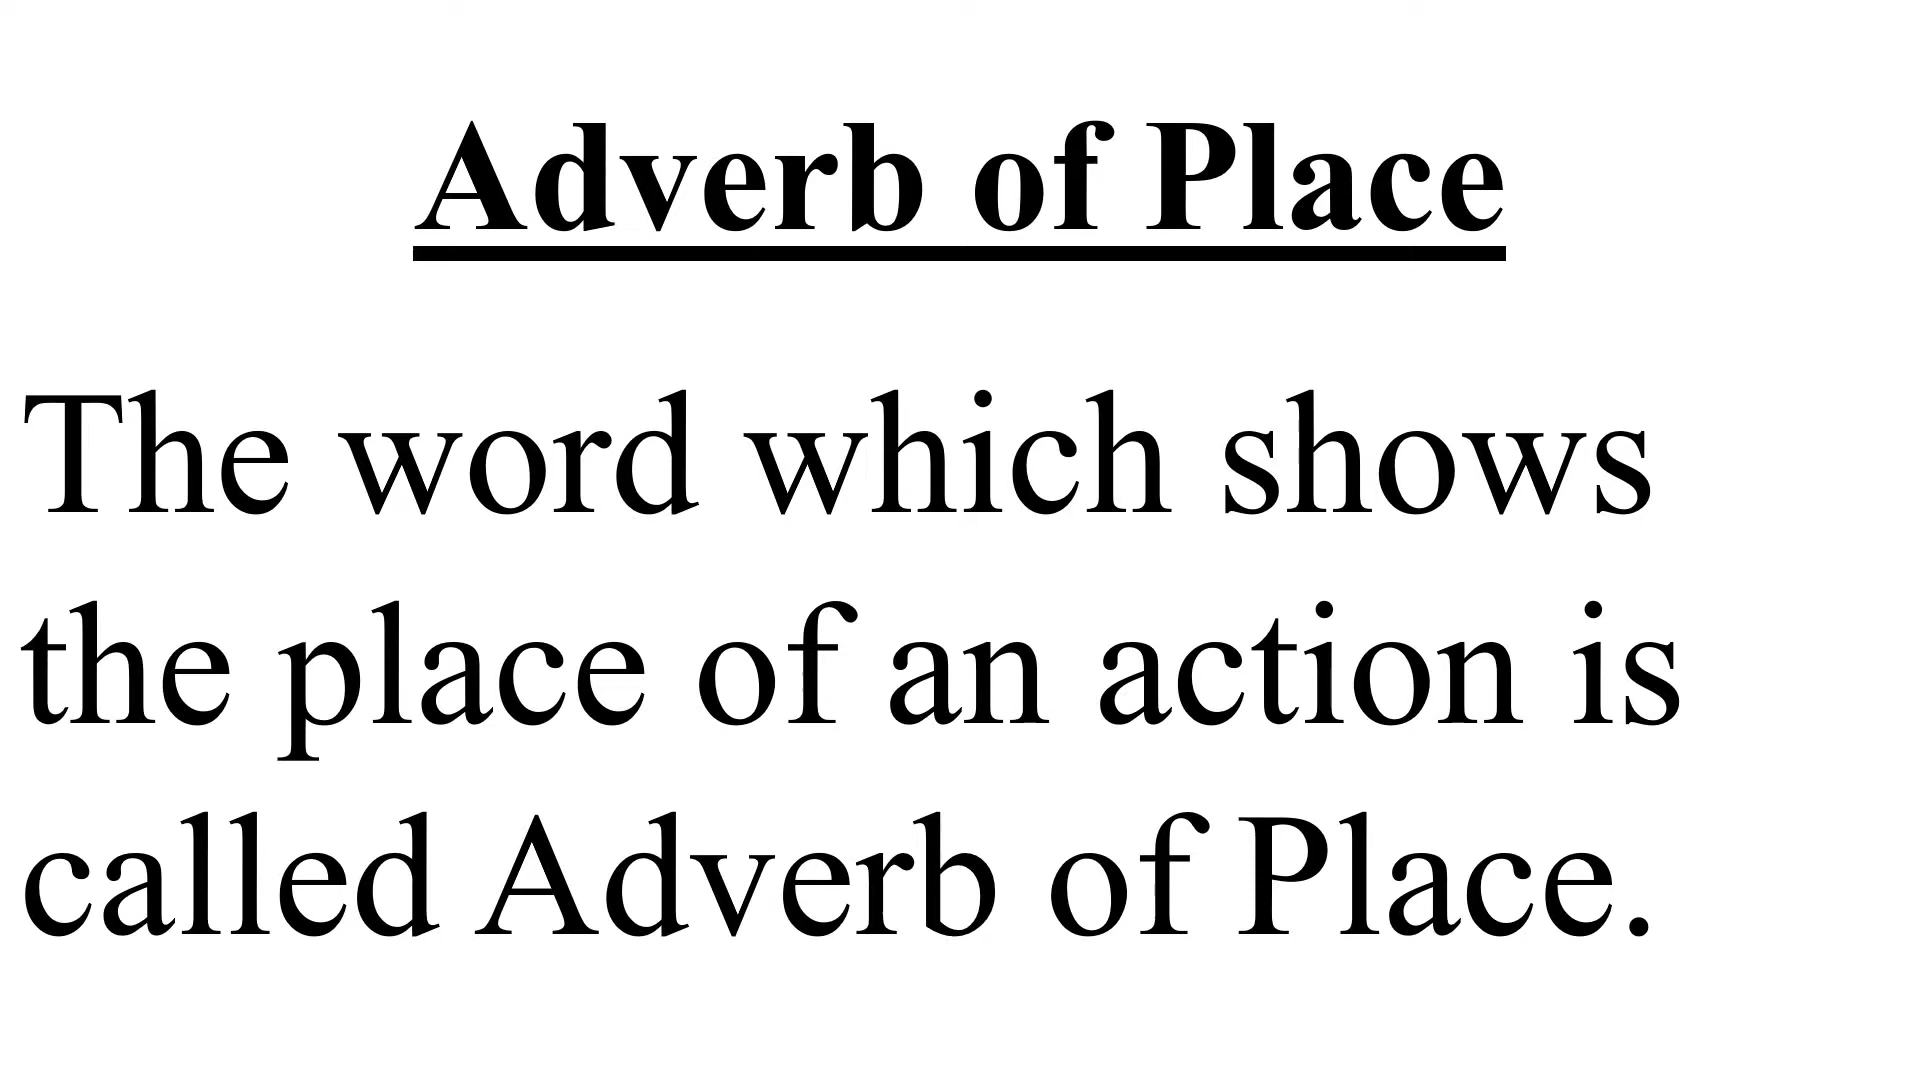 Adverb of Place
The word which shows
the place of an action is
called Adverb of Place.